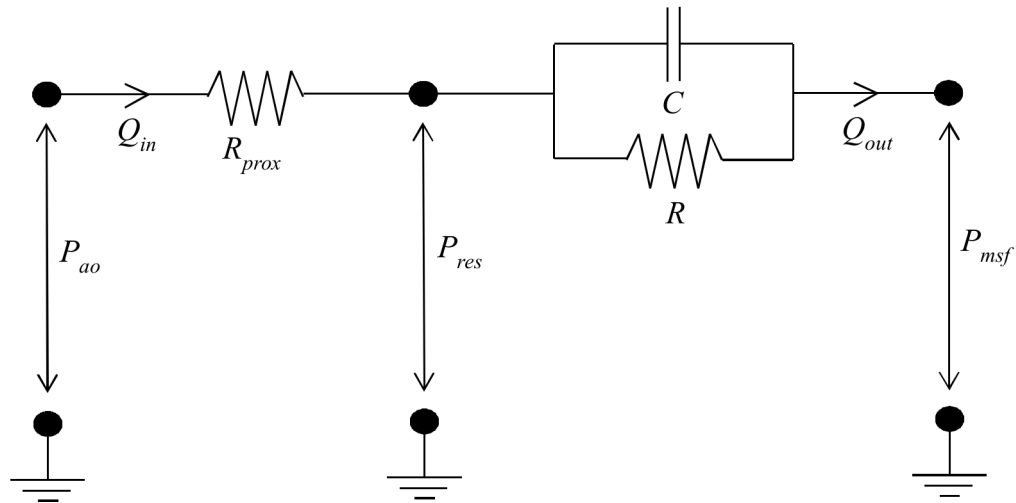 C
Q_in
R_prox
Q_out
R
P_ao
P_res
P_msf